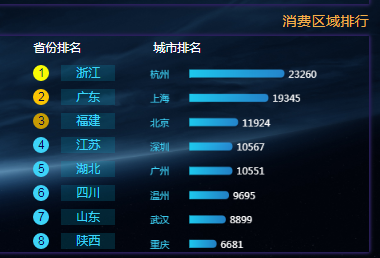 消费区域排行
省份排名 城市排名
1 浙江 杭州 23260
2 广东 上海 19345
3 福建 北京 11924
4 江苏 深圳 10567
5 湖北 广州 10551
6 四川 温州 9695
7 山东 武汉 8899
8 陕西 重庆 6681